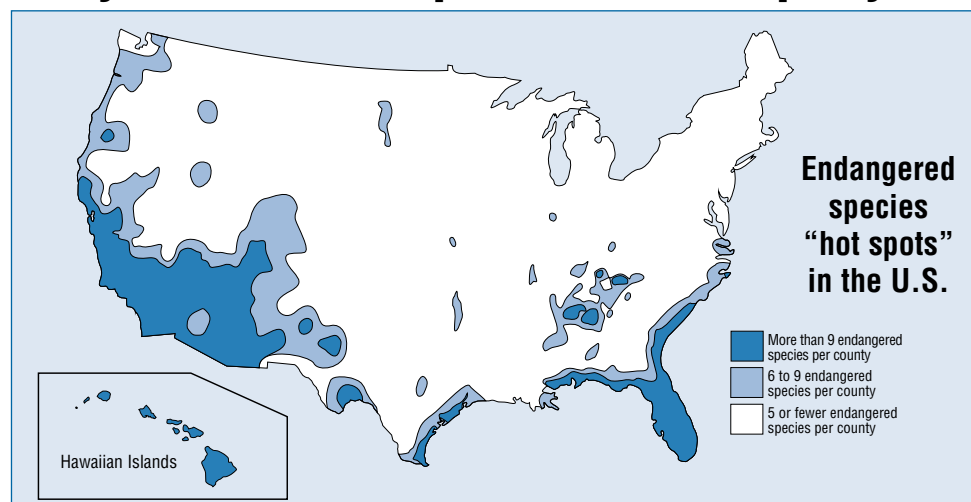 Endangered
species
“hot spots”
in the U.S.
More than 9 endangered
species per county
6 to 9 endangered
species per county
5 or fewer endangered
species per county
Hawaiian Islands